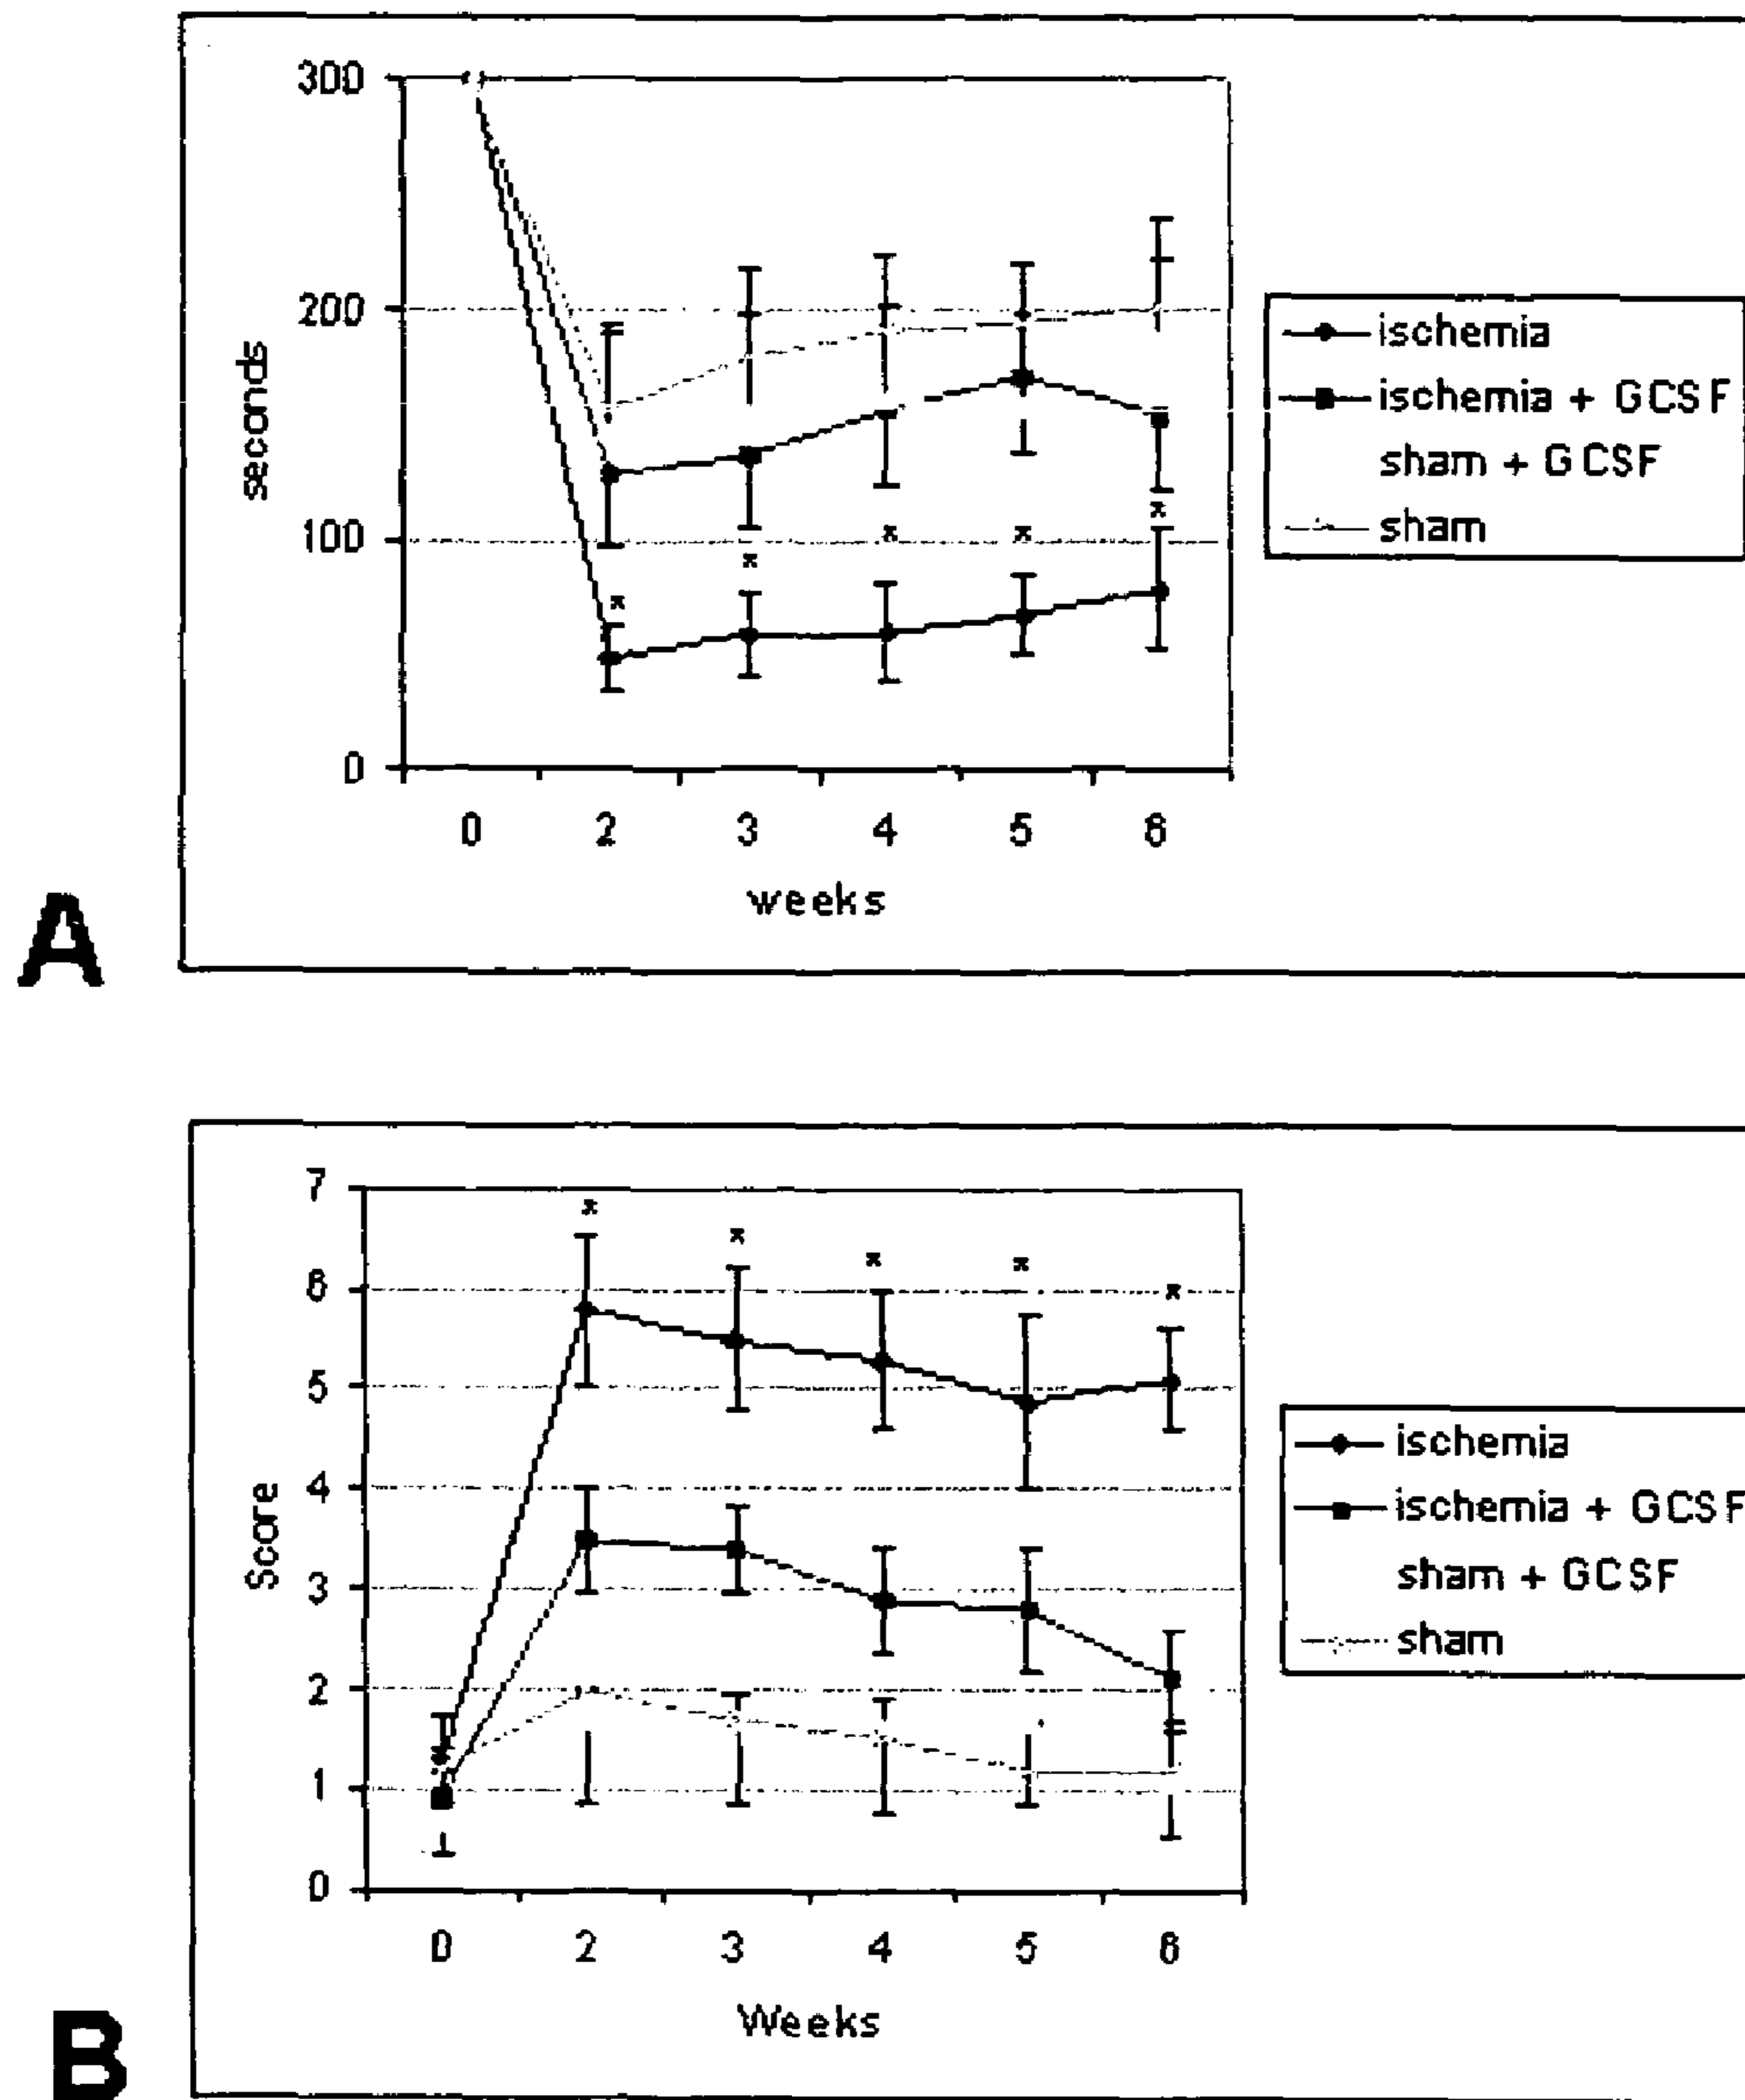 300
200
100
0
seconds
0 2 3 4 5 6
weeks
ischemia
ischemia + GCSF
sham + GCSF
sham
* * * * *
A
7
6
5
4
3
2
1
0
Score
* * * * *
0 2 3 4 5 6
Weeks
ischemia
ischemia + GCSF
sham + GCSF
sham
B